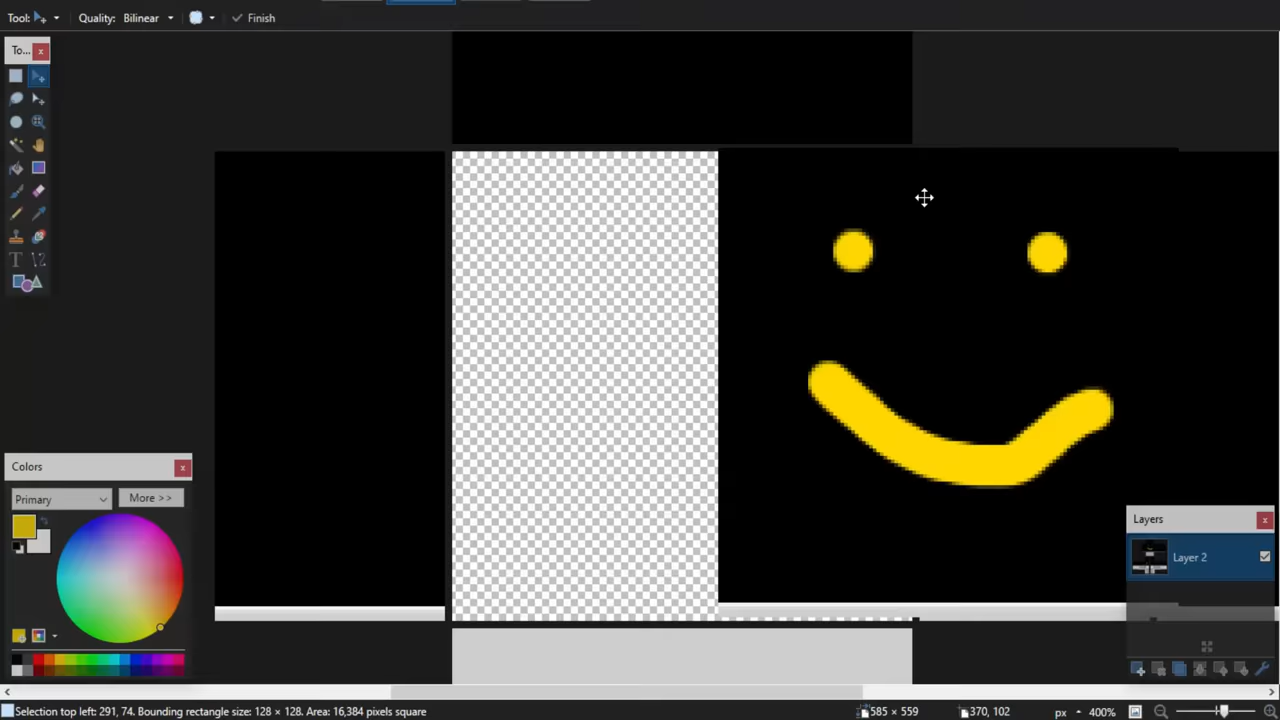 Tool:
Quality: Bilinear
Finish
To...
Colors
Primary
More >>
Layers
Layer 2
Selection top left: 291, 74. Bounding rectangle size: 128 × 128. Area: 16,384 pixels square
585 × 559
370, 102
px
400%